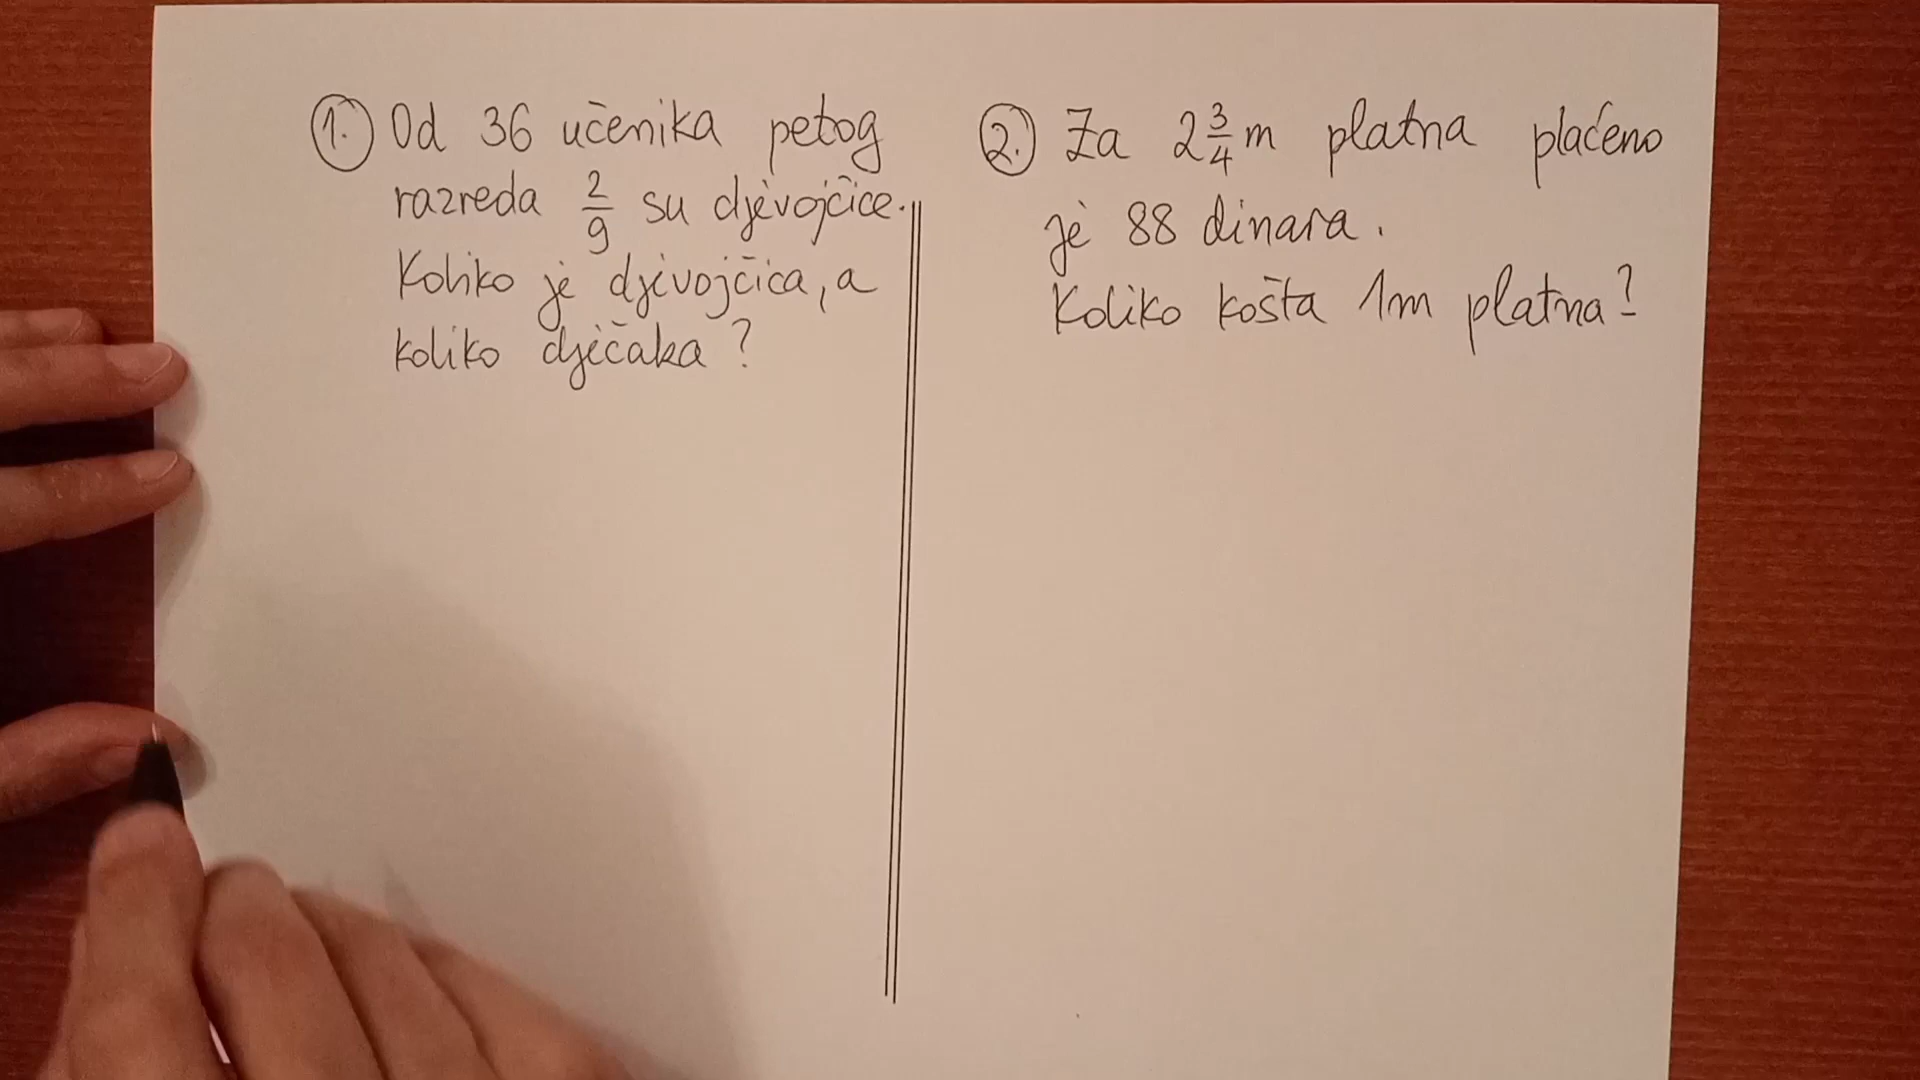 1. Od 36 učenika petog
razreda 2/9 su djevojčice.
Koliko je djevojčica, a
koliko dječaka?
2. Za 2 3/4 m platna plaćeno
je 88 dinara.
Koliko košta 1m platna?